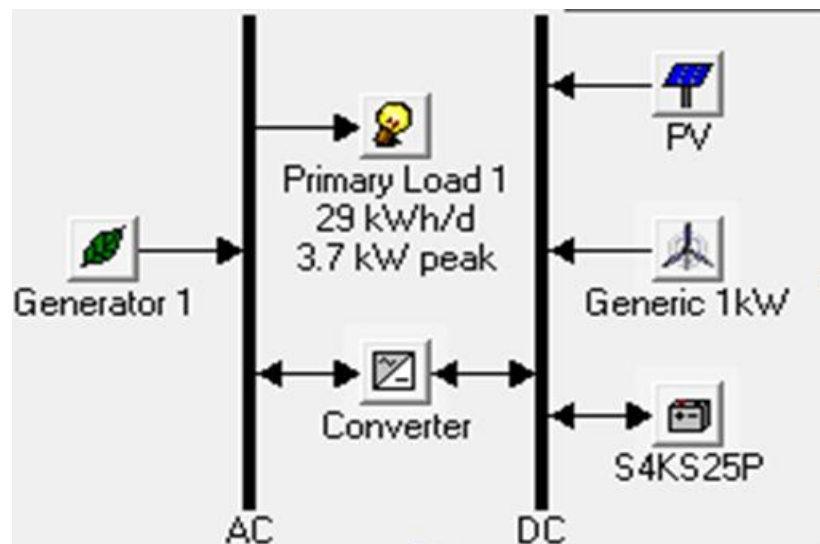 PV
Primary Load 1
29 kWh/d
3.7 kW peak
Generator 1
Generic 1kW
Converter
S4KS25P
AC
DC